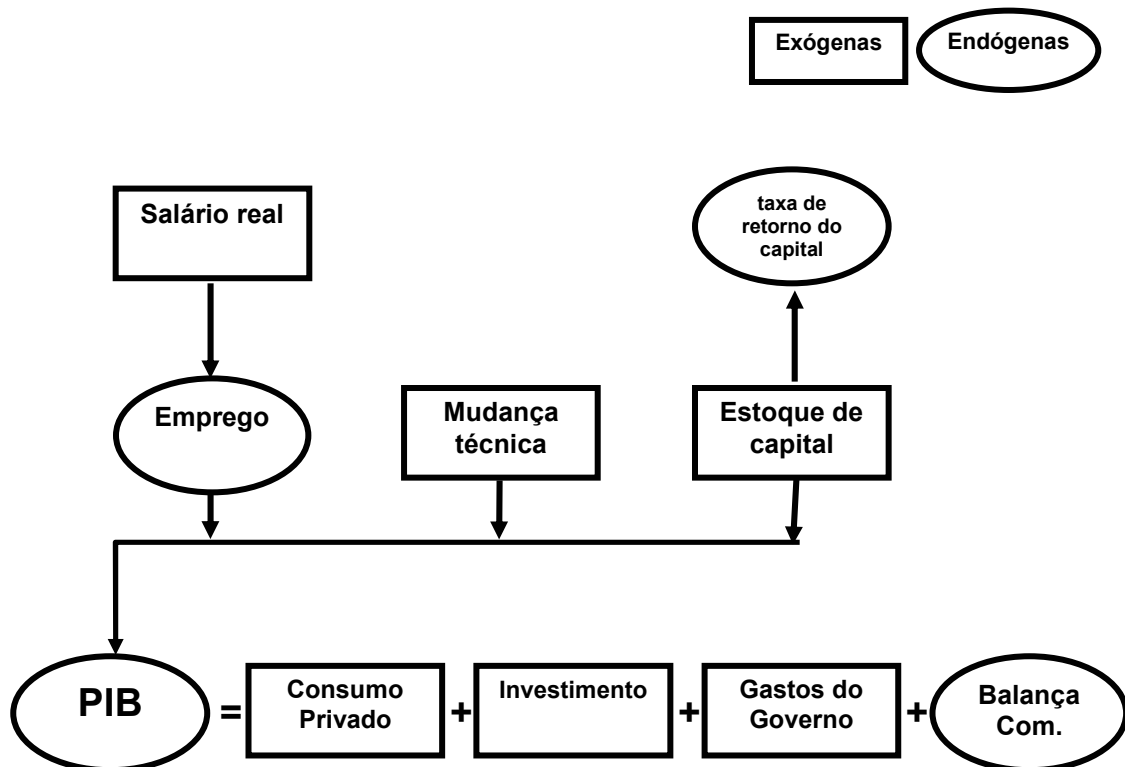 Exógenas
Endógenas
Salário real
taxa de
retorno do
capital
Emprego
Mudança
técnica
Estoque de
capital
PIB
=
Consumo
Privado
+
Investimento
+
Gastos do
Governo
+
Balança
Com.